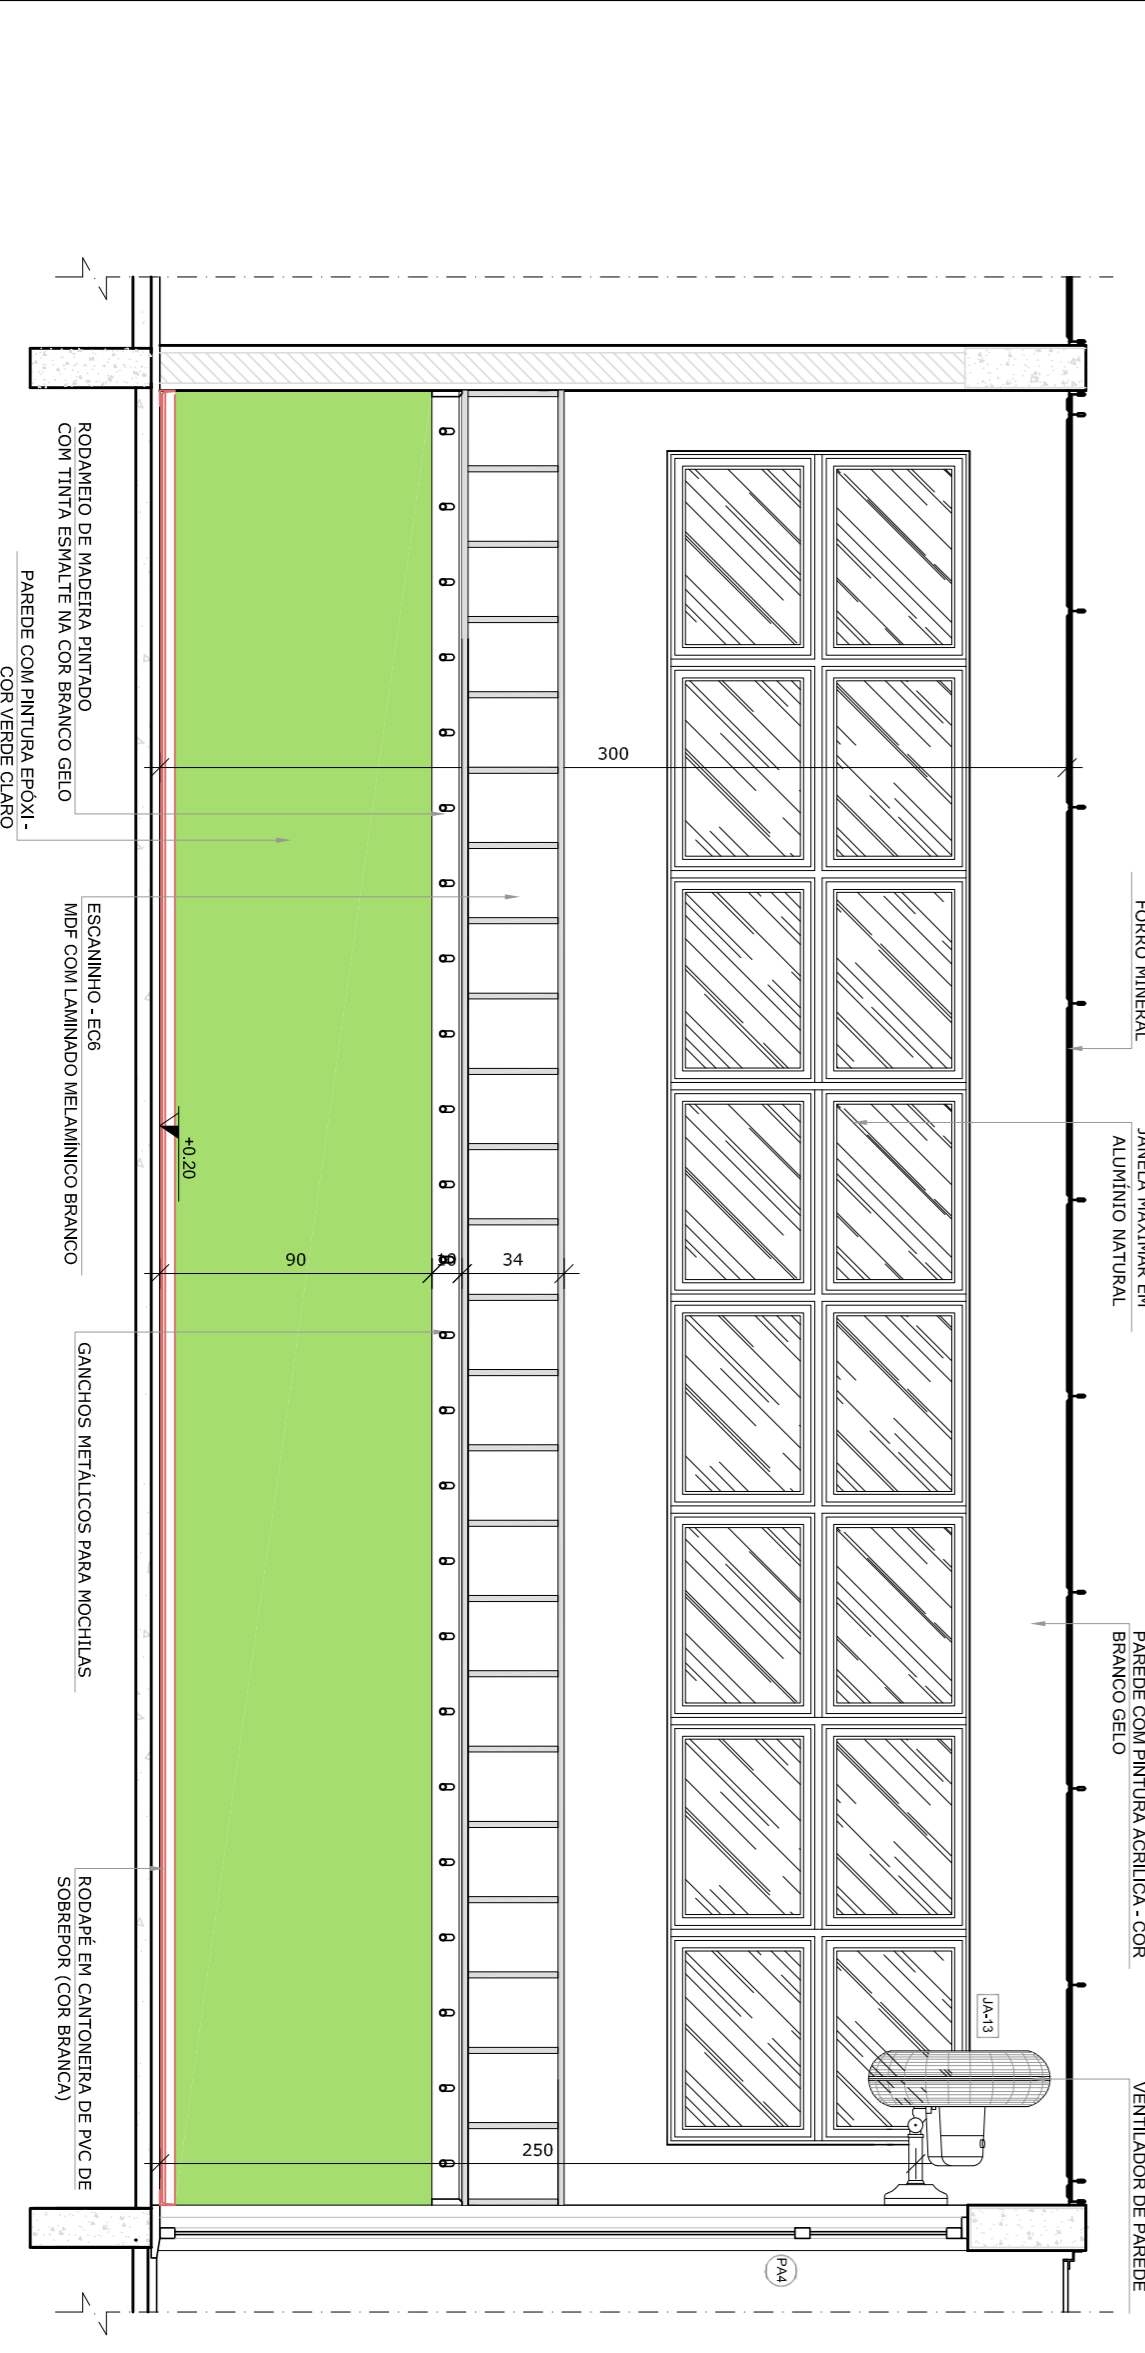 FORRO MINERAL
JANELA MAXIMAR EM
ALUMÍNIO NATURAL
PAREDE COM PINTURA ACRÍLICA - COR
BRANCO GELO
VENTILADOR DE PAREDE
JA-13
PA4
300
250
34
10
90
+0.20
RODAMEIO DE MADEIRA PINTADO
COM TINTA ESMALTE NA COR BRANCO GELO
PAREDE COM PINTURA EPÓXI -
COR VERDE CLARO
ESCANINHO - EC6
MDF COM LAMINADO MELAMÍNICO BRANCO
GANCHOS METÁLICOS PARA MOCHILAS
RODAPÉ EM CANTONEIRA DE PVC DE
SOBREPOR (COR BRANCA)